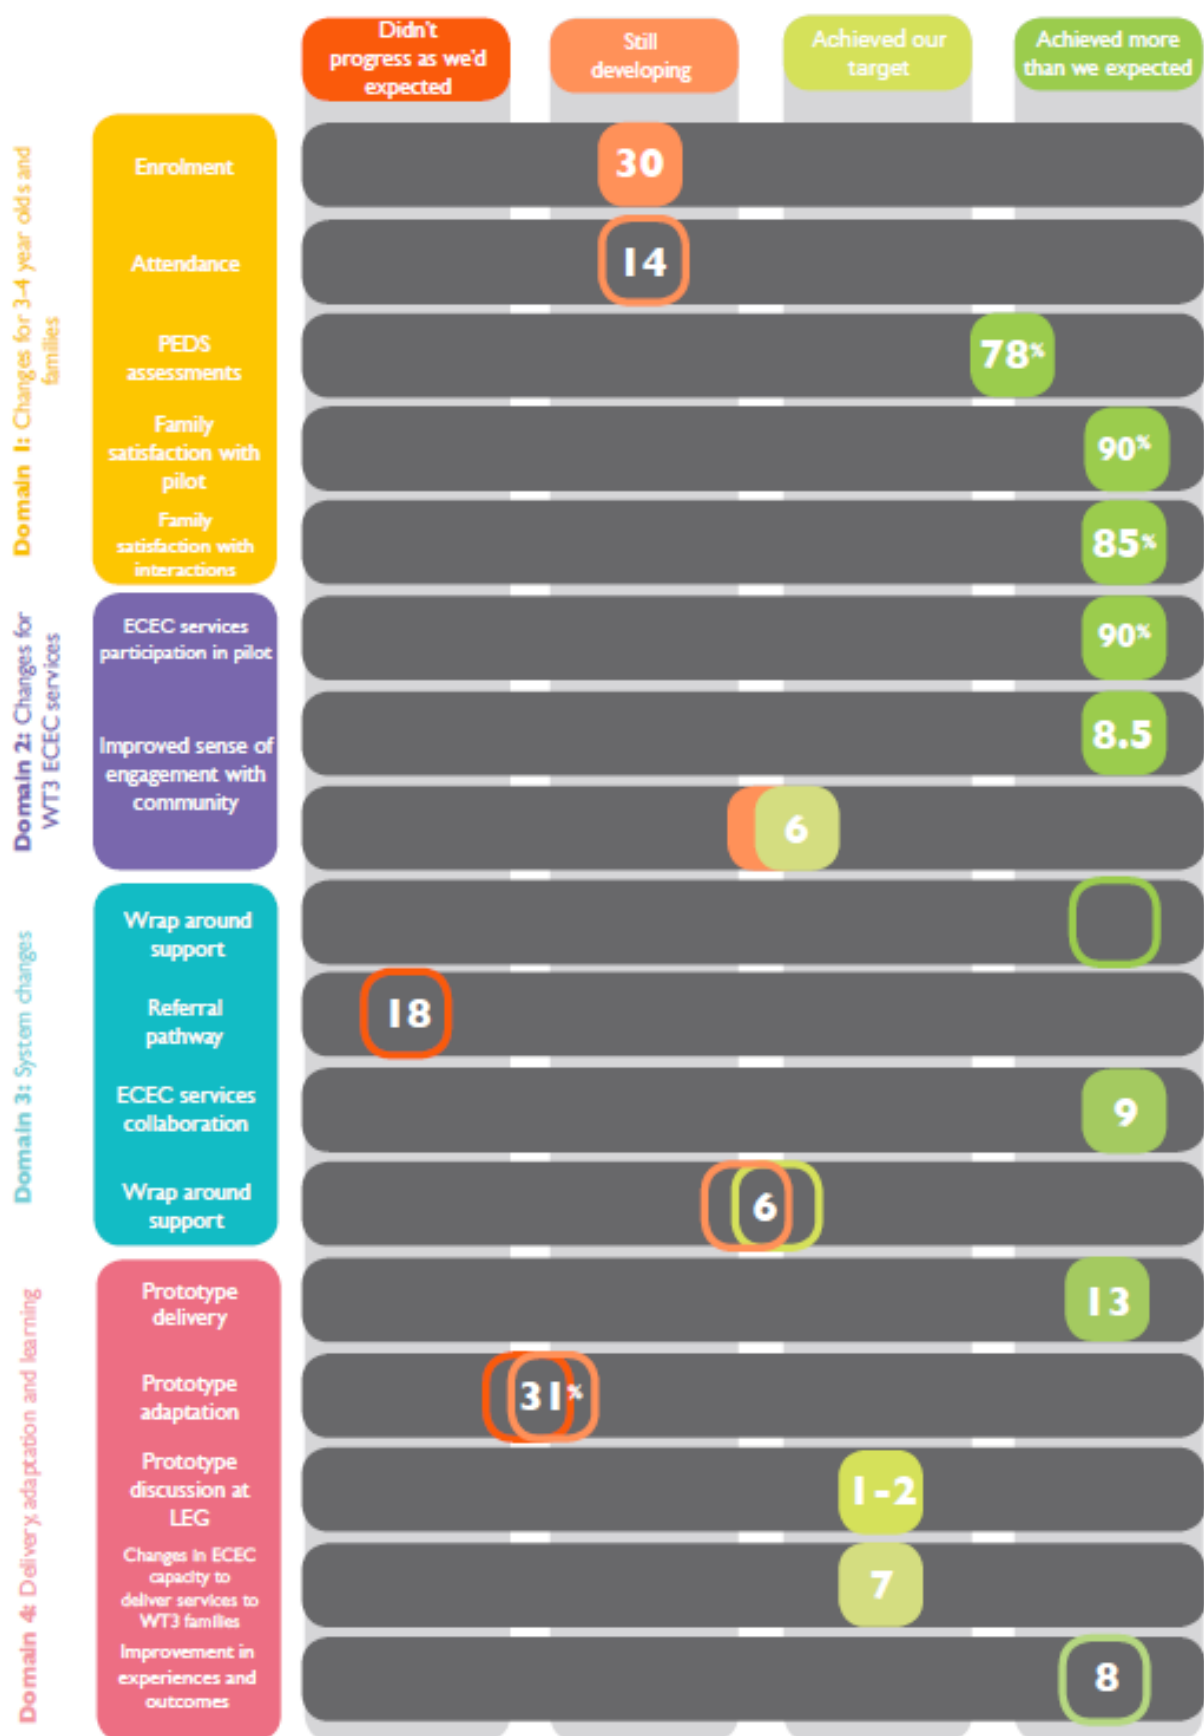 Didn't
progress as we'd
expected
Still
developing
Achieved our
target
Achieved more
than we expected
Domain 1: Changes for 3-4 year olds and
families
Enrolment
30
Attendance
14
PEDS
assessments
78%
Family
satisfaction with
pilot
90%
Family
satisfaction with
interactions
85%
Domain 2: Changes for
WT3 ECEC services
ECEC services
participation in pilot
90%
Improved sense of
engagement with
community
8.5
6
Domain 3: System changes
Wrap around
support
Referral
pathway
18
ECEC services
collaboration
9
Wrap around
support
6
Domain 4: Delivery, adaptation and learning
Prototype
delivery
13
Prototype
adaptation
31%
Prototype
discussion at
LEG
1-2
Changes in ECEC
capacity to
deliver services to
WT3 families
7
Improvement in
experiences and
outcomes
8